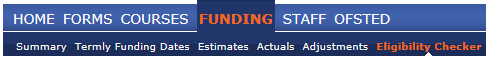 HOME FORMS COURSES FUNDING STAFF OFSTED
Summary Termly Funding Dates Estimates Actuals Adjustments Eligibility Checker